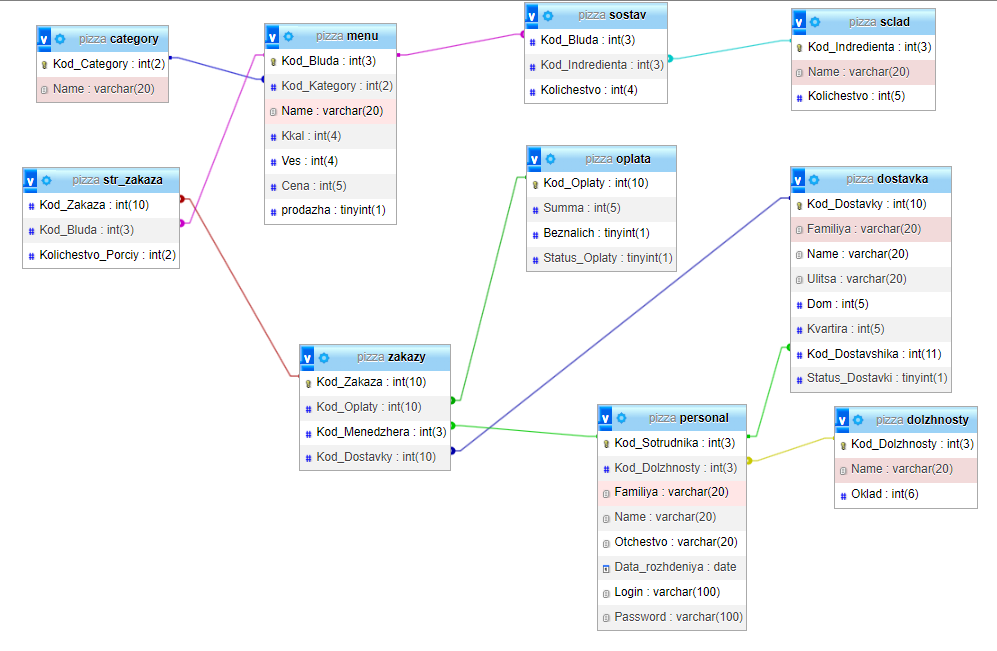 pizza category
Kod_Category : int(2)
Name : varchar(20)
pizza menu
Kod_Bluda : int(3)
Kod_Kategory : int(2)
Name : varchar(20)
Kkal : int(4)
Ves : int(4)
Cena : int(5)
prodazha : tinyint(1)
pizza sostav
Kod_Bluda : int(3)
Kod_Indredienta : int(3)
Kolichestvo : int(4)
pizza sclad
Kod_Indredienta : int(3)
Name : varchar(20)
Kolichestvo : int(5)
pizza str_zakaza
Kod_Zakaza : int(10)
Kod_Bluda : int(3)
Kolichestvo_Porciy : int(2)
pizza oplata
Kod_Oplaty : int(10)
Summa : int(5)
Beznalich : tinyint(1)
Status_Oplaty : tinyint(1)
pizza dostavka
Kod_Dostavky : int(10)
Familiya : varchar(20)
Name : varchar(20)
Ulitsa : varchar(20)
Dom : int(5)
Kvartira : int(5)
Kod_Dostavshika : int(11)
Status_Dostavki : tinyint(1)
pizza zakazy
Kod_Zakaza : int(10)
Kod_Oplaty : int(10)
Kod_Menedzhera : int(3)
Kod_Dostavky : int(10)
pizza personal
Kod_Sotrudnika : int(3)
Kod_Dolzhnosty : int(3)
Familiya : varchar(20)
Name : varchar(20)
Otchestvo : varchar(20)
Data_rozhdeniya : date
Login : varchar(100)
Password : varchar(100)
pizza dolzhnosty
Kod_Dolzhnosty : int(3)
Name : varchar(20)
Oklad : int(6)